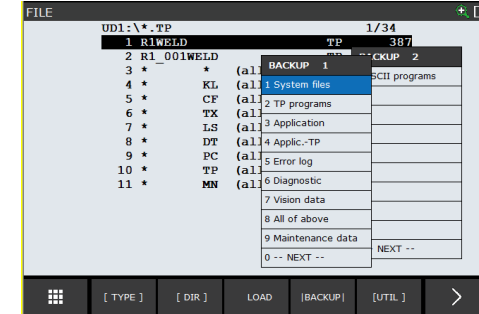 FILE
UD1:\*.TP 1/34
1 R1WELD TP 387
2 R1_001WELD TP
3 * * (all
4 * KL (all
5 * CF (all
6 * TX (all
7 * LS (all
8 * DT (all
9 * PC (all
10 * TP (all
11 * MN (all
BACKUP 1
1 System files
2 TP programs
3 Application
4 Applic.-TP
5 Error log
6 Diagnostic
7 Vision data
8 All of above
9 Maintenance data
0 -- NEXT --
BACKUP 2
SCII programs
NEXT --
[ TYPE ] [ DIR ] LOAD |BACKUP| [UTIL ]